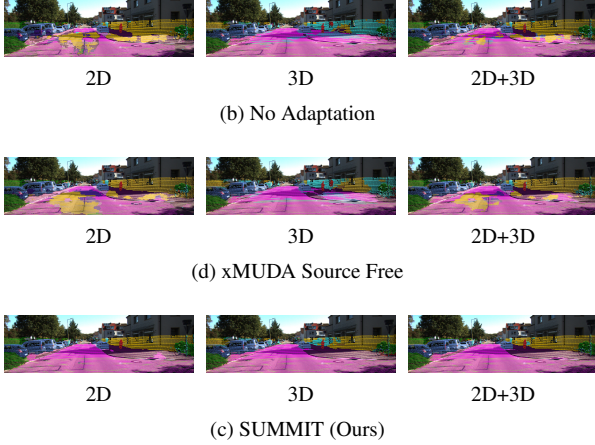 2D 3D 2D+3D
(b) No Adaptation
2D 3D 2D+3D
(d) xMUDA Source Free
2D 3D 2D+3D
(c) SUMMIT (Ours)